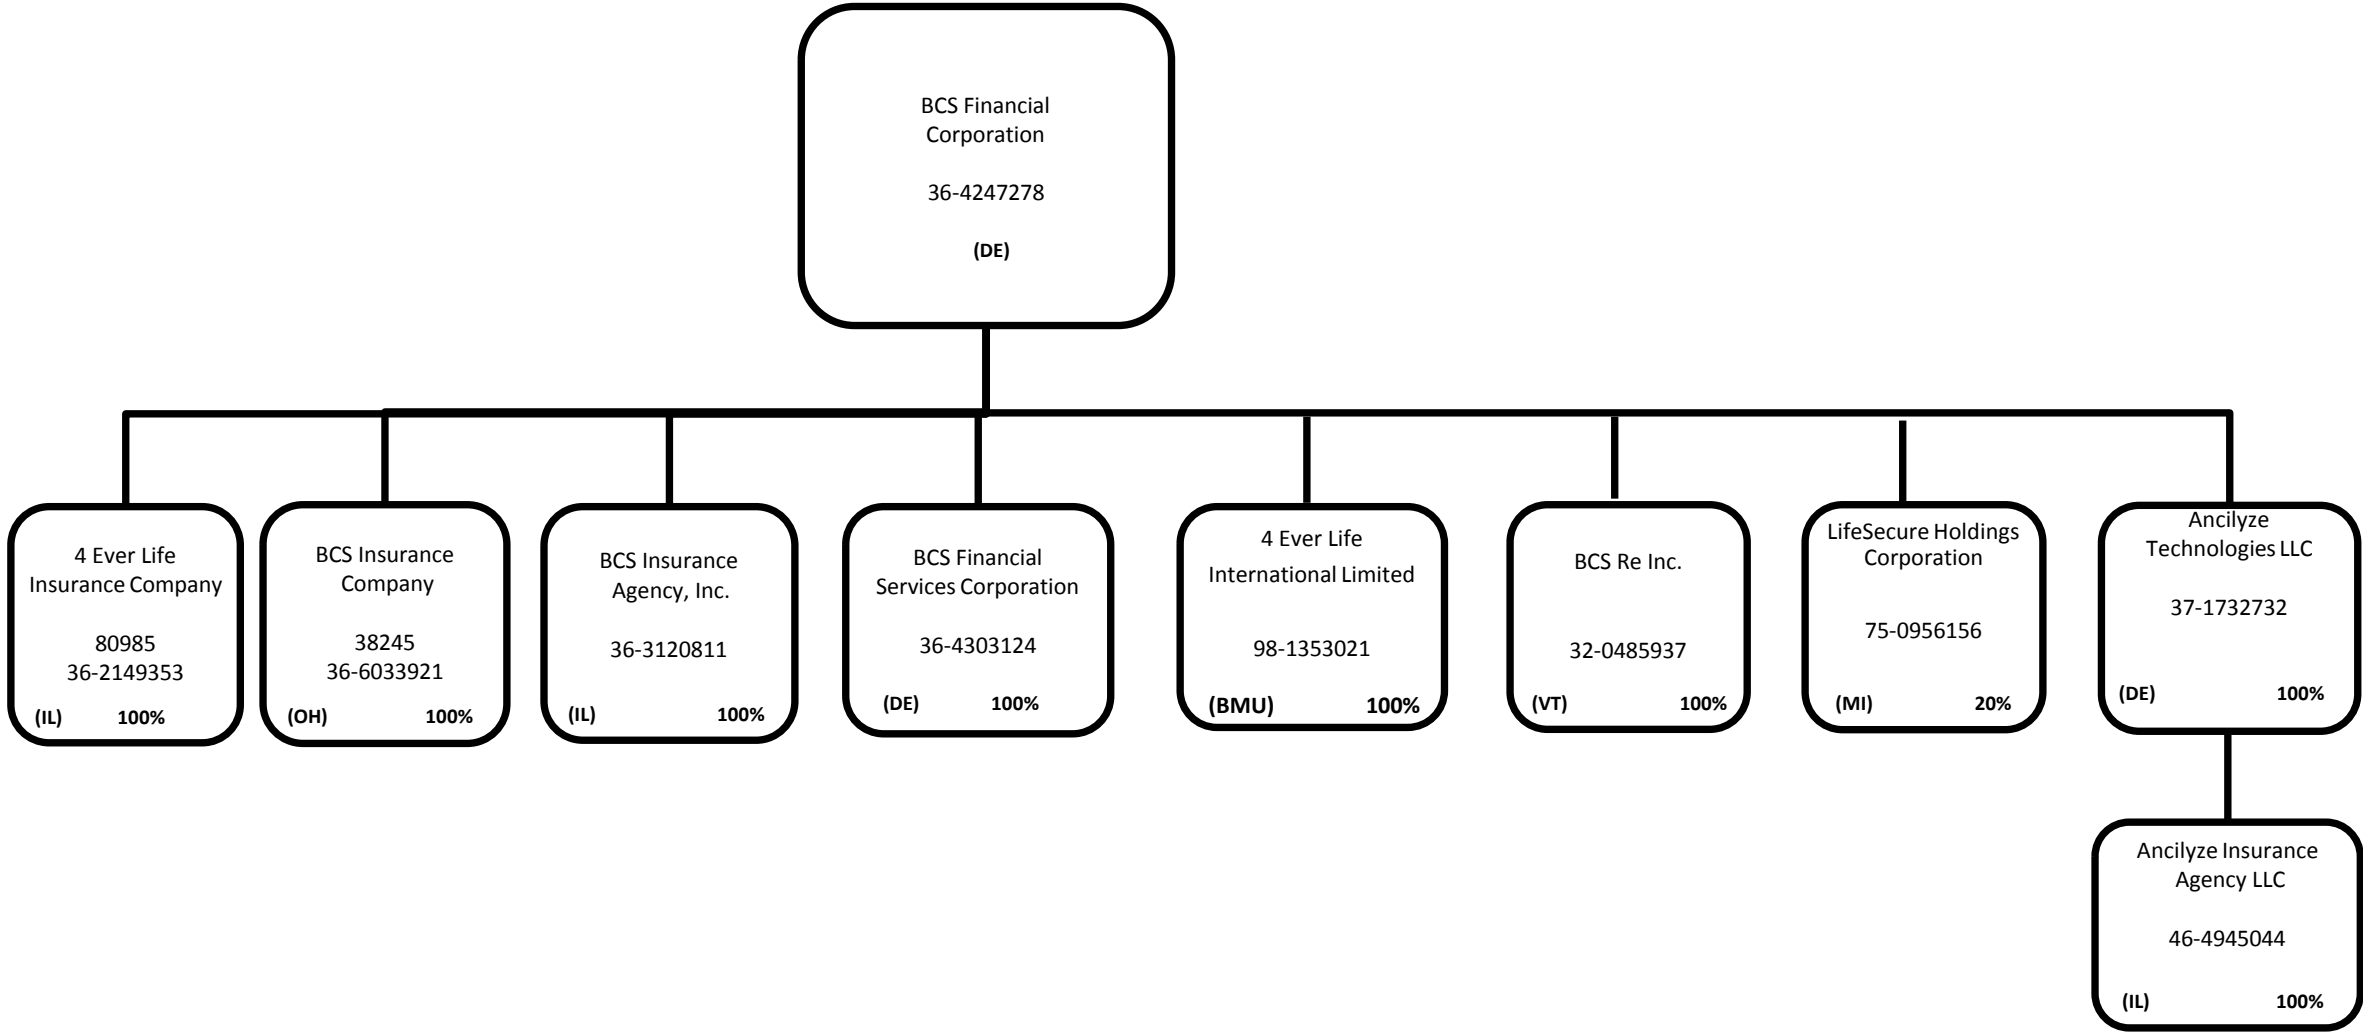 BCS Financial
Corporation
36-4247278
(DE)
4 Ever Life
Insurance Company
80985
36-2149353
(IL) 100%
BCS Insurance
Company
38245
36-6033921
(OH) 100%
BCS Insurance
Agency, Inc.
36-3120811
(IL) 100%
BCS Financial
Services Corporation
36-4303124
(DE) 100%
4 Ever Life
International Limited
98-1353021
(BMU) 100%
BCS Re Inc.
32-0485937
(VT) 100%
LifeSecure Holdings
Corporation
75-0956156
(MI) 20%
Ancilyze
Technologies LLC
37-1732732
(DE) 100%
Ancilyze Insurance
Agency LLC
46-4945044
(IL) 100%